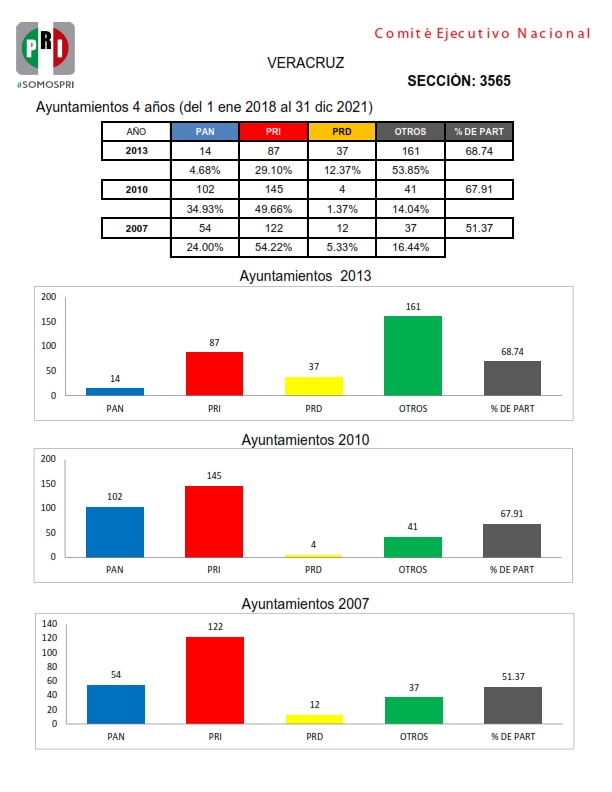 PRI
#SOMOSPRI
Comité Ejecutivo Nacional
VERACRUZ
SECCIÓN: 3565
Ayuntamientos 4 años (del 1 ene 2018 al 31 dic 2021)
AÑO PAN PRI PRD OTROS % DE PART
2013 14 87 37 161 68.74
4.68% 29.10% 12.37% 53.85%
2010 102 145 4 41 67.91
34.93% 49.66% 1.37% 14.04%
2007 54 122 12 37 51.37
24.00% 54.22% 5.33% 16.44%
Ayuntamientos 2013
200
150
100
50
0
14 87 37 161 68.74
PAN PRI PRD OTROS % DE PART
Ayuntamientos 2010
200
150
100
50
0
102 145 4 41 67.91
PAN PRI PRD OTROS % DE PART
Ayuntamientos 2007
140
120
100
80
60
40
20
0
54 122 12 37 51.37
PAN PRI PRD OTROS % DE PART